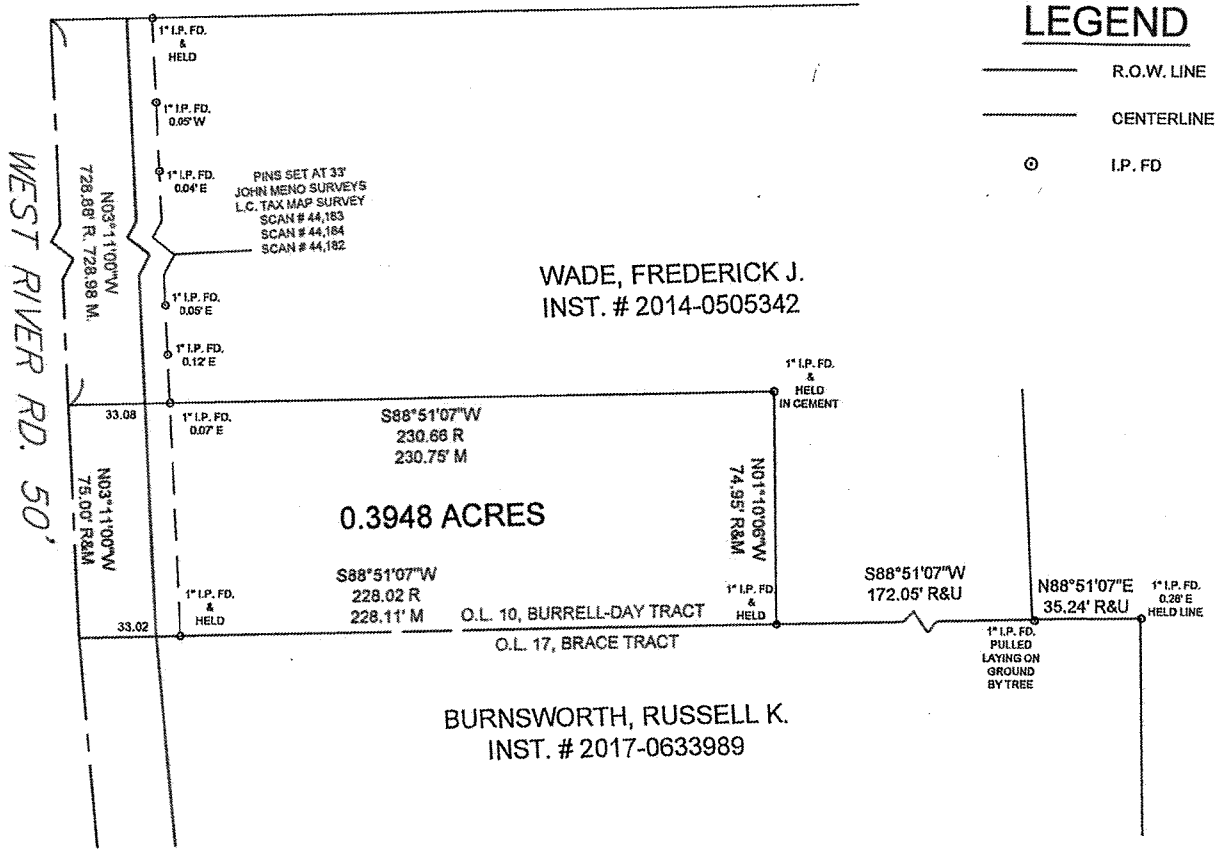 LEGEND
R.O.W. LINE
CENTERLINE
I.P. FD
1" I.P. FD.
&
HELD
1" I.P. FD.
0.05' W
1" I.P. FD.
0.04' E
PINS SET AT 33'
JOHN MENO SURVEYS
L.C. TAX MAP SURVEY
SCAN # 44,183
SCAN # 44,184
SCAN # 44,182
N03°11'00"W
728.88' R. 728.98 M.
WEST RIVER RD. 50'
1" I.P. FD.
0.05' E
1" I.P. FD.
0.12' E
WADE, FREDERICK J.
INST. # 2014-0505342
1" I.P. FD.
&
HELD
IN CEMENT
33.08
1" I.P. FD.
0.07' E
S88°51'07"W
230.66 R
230.75' M
N03°11'00"W
75.00' R&M
0.3948 ACRES
N01°10'06"W
74.95' R&M
S88°51'07"W
228.02 R
228.11' M
1" I.P. FD.
&
HELD
33.02
O.L. 10, BURRELL-DAY TRACT
O.L. 17, BRACE TRACT
1" I.P. FD.
&
HELD
S88°51'07"W
172.05' R&U
N88°51'07"E
35.24' R&U
1" I.P. FD.
0.28' E
HELD LINE
1" I.P. FD.
PULLED
LAYING ON
GROUND
BY TREE
BURNSWORTH, RUSSELL K.
INST. # 2017-0633989